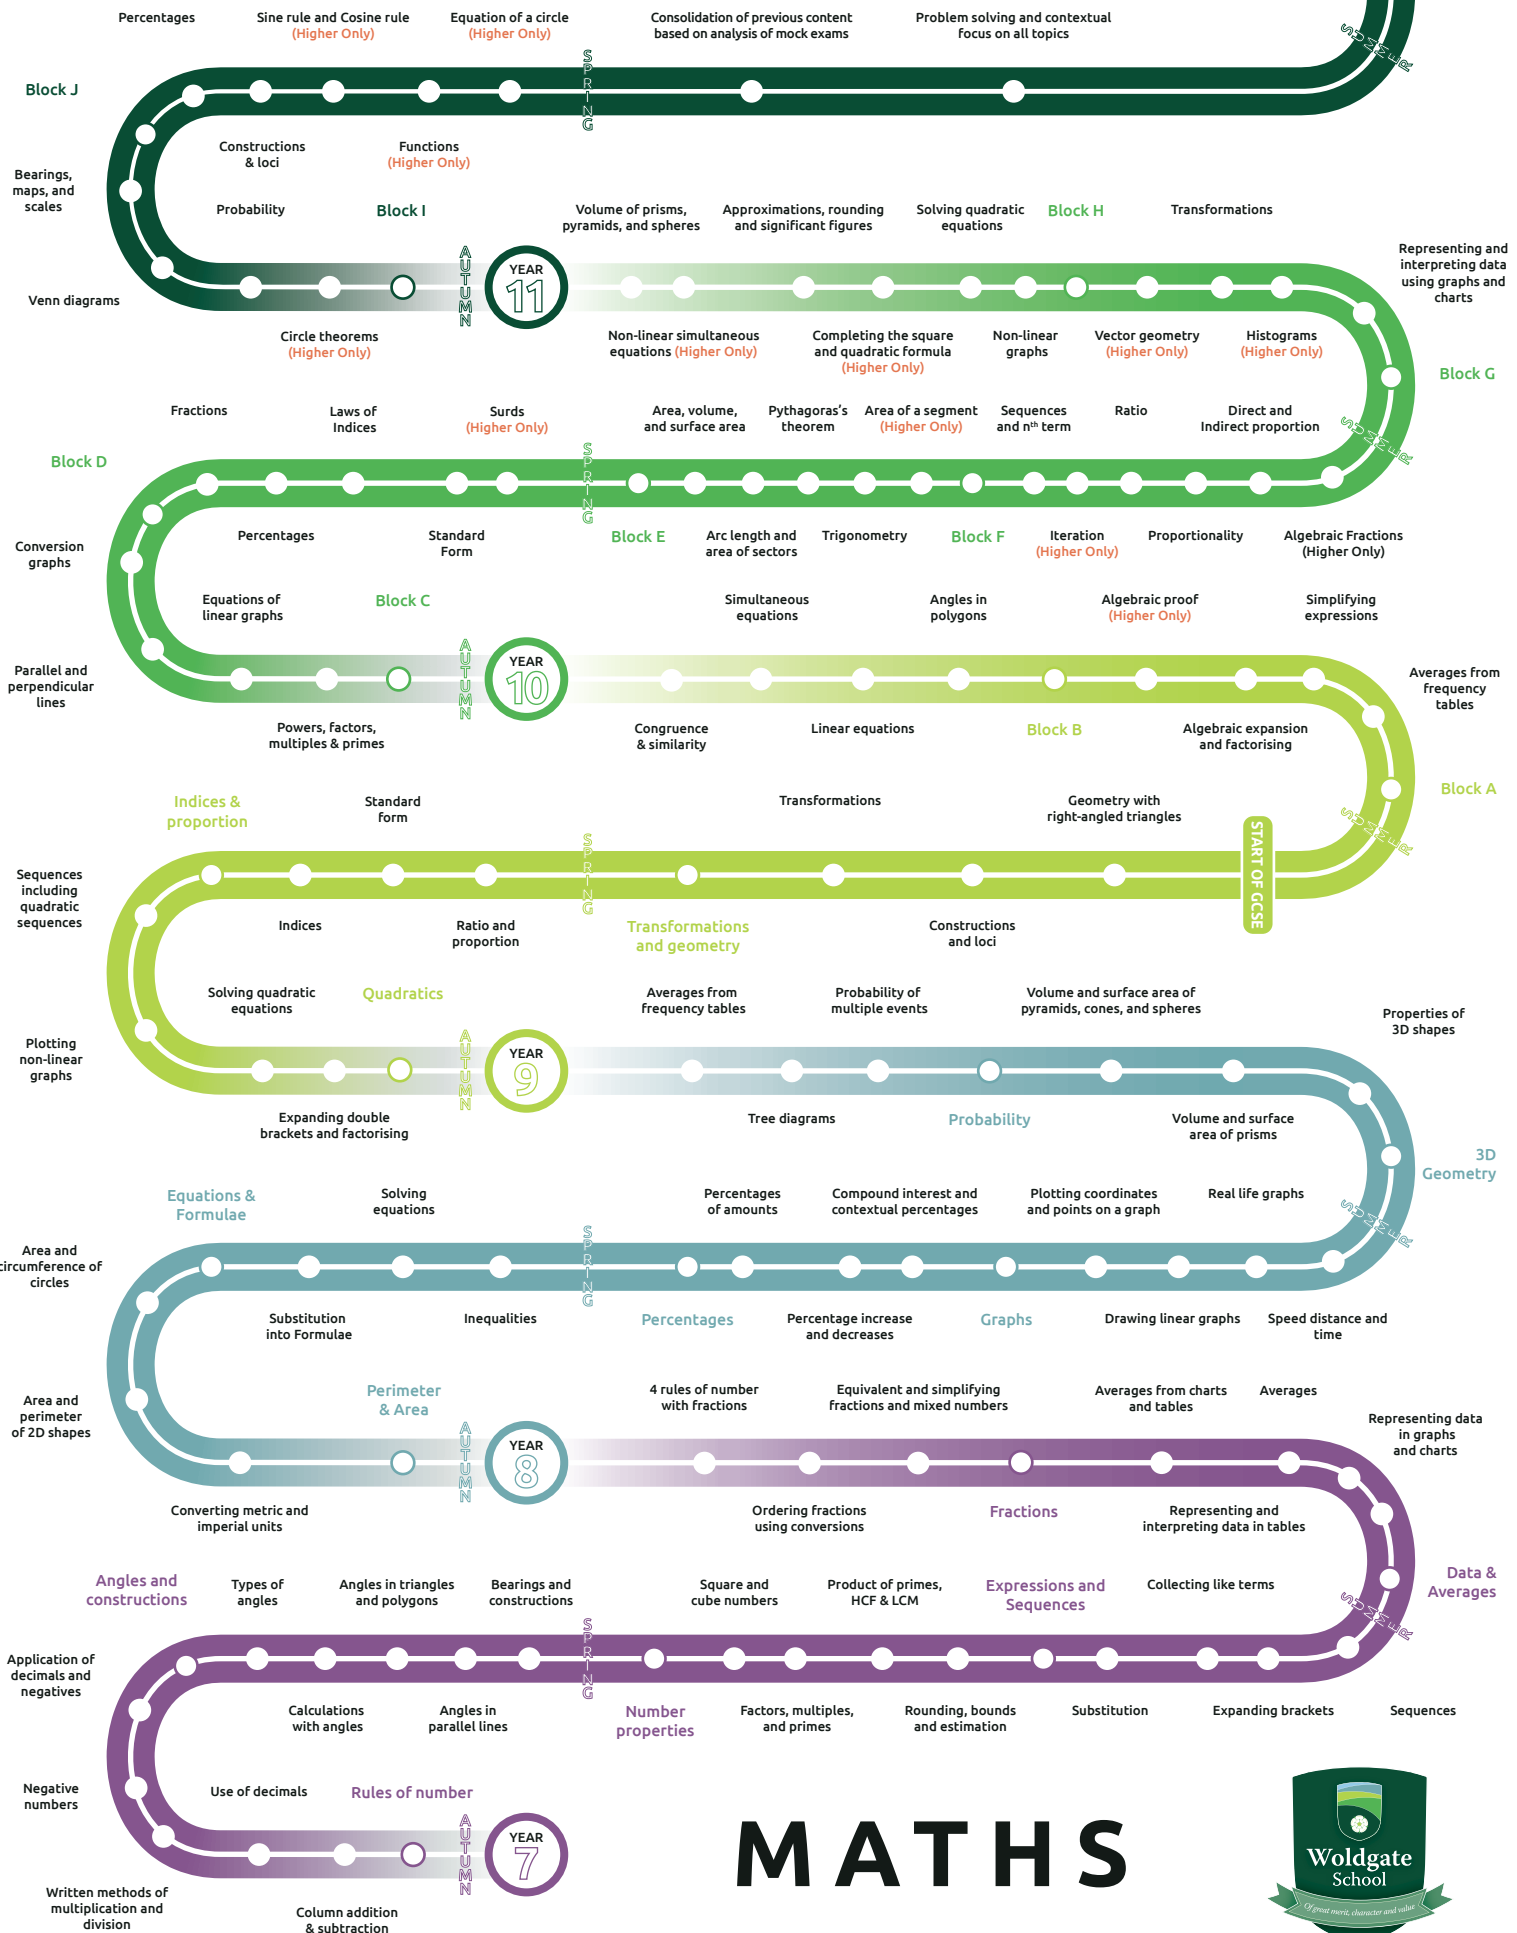 Percentages
Sine rule and Cosine rule
(Higher Only)
Equation of a circle
(Higher Only)
Consolidation of previous content
based on analysis of mock exams
Problem solving and contextual
focus on all topics
SUMMER
SPRING
Block J
Constructions
& loci
Functions
(Higher Only)
Bearings,
maps, and
scales
Probability
Block I
Volume of prisms,
pyramids, and spheres
Approximations, rounding
and significant figures
Solving quadratic
equations
Block H
Transformations
Representing and
interpreting data
using graphs and
charts
AUTUMN
YEAR
11
Venn diagrams
Circle theorems
(Higher Only)
Non-linear simultaneous
equations (Higher Only)
Completing the square
and quadratic formula
(Higher Only)
Non-linear
graphs
Vector geometry
(Higher Only)
Histograms
(Higher Only)
Block G
Fractions
Laws of
Indices
Surds
(Higher Only)
Area, volume,
and surface area
Pythagoras's
theorem
Area of a segment
(Higher Only)
Sequences
and nth term
Ratio
Direct and
Indirect proportion
SUMMER
SPRING
Block D
Conversion
graphs
Percentages
Standard
Form
Block E
Arc length and
area of sectors
Trigonometry
Block F
Iteration
(Higher Only)
Proportionality
Algebraic Fractions
(Higher Only)
Equations of
linear graphs
Block C
Simultaneous
equations
Angles in
polygons
Algebraic proof
(Higher Only)
Simplifying
expressions
AUTUMN
YEAR
10
Parallel and
perpendicular
lines
Averages from
frequency
tables
Powers, factors,
multiples & primes
Congruence
& similarity
Linear equations
Block B
Algebraic expansion
and factorising
Block A
Indices &
proportion
Standard
form
Transformations
Geometry with
right-angled triangles
SUMMER
START OF GCSE
SPRING
Sequences
including
quadratic
sequences
Indices
Ratio and
proportion
Transformations
and geometry
Constructions
and loci
Solving quadratic
equations
Quadratics
Averages from
frequency tables
Probability of
multiple events
Volume and surface area of
pyramids, cones, and spheres
Properties of
3D shapes
AUTUMN
YEAR
9
Plotting
non-linear
graphs
Expanding double
brackets and factorising
Tree diagrams
Probability
Volume and surface
area of prisms
3D
Geometry
Equations &
Formulae
Solving
equations
Percentages
of amounts
Compound interest and
contextual percentages
Plotting coordinates
and points on a graph
Real life graphs
SUMMER
SPRING
Area and
circumference of
circles
Substitution
into Formulae
Inequalities
Percentages
Percentage increase
and decreases
Graphs
Drawing linear graphs
Speed distance and
time
Perimeter
& Area
4 rules of number
with fractions
Equivalent and simplifying
fractions and mixed numbers
Averages from charts
and tables
Averages
Representing data
in graphs
and charts
AUTUMN
YEAR
8
Area and
perimeter
of 2D shapes
Converting metric and
imperial units
Ordering fractions
using conversions
Fractions
Representing and
interpreting data in tables
Data &
Averages
Angles and
constructions
Types of
angles
Angles in triangles
and polygons
Bearings and
constructions
Square and
cube numbers
Product of primes,
HCF & LCM
Expressions and
Sequences
Collecting like terms
SUMMER
SPRING
Application of
decimals and
negatives
Calculations
with angles
Angles in
parallel lines
Number
properties
Factors, multiples,
and primes
Rounding, bounds
and estimation
Substitution
Expanding brackets
Sequences
Negative
numbers
Use of decimals
Rules of number
AUTUMN
YEAR
7
Written methods of
multiplication and
division
Column addition
& subtraction
MATHS
Woldgate
School
Of great merit, character and value